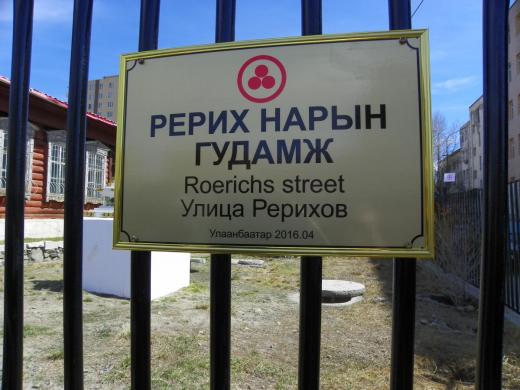 РЕРИХ НАРЫН
ГУДАМЖ
Roerichs street
Улица Рерихов
Улаанбаатар 2016.04